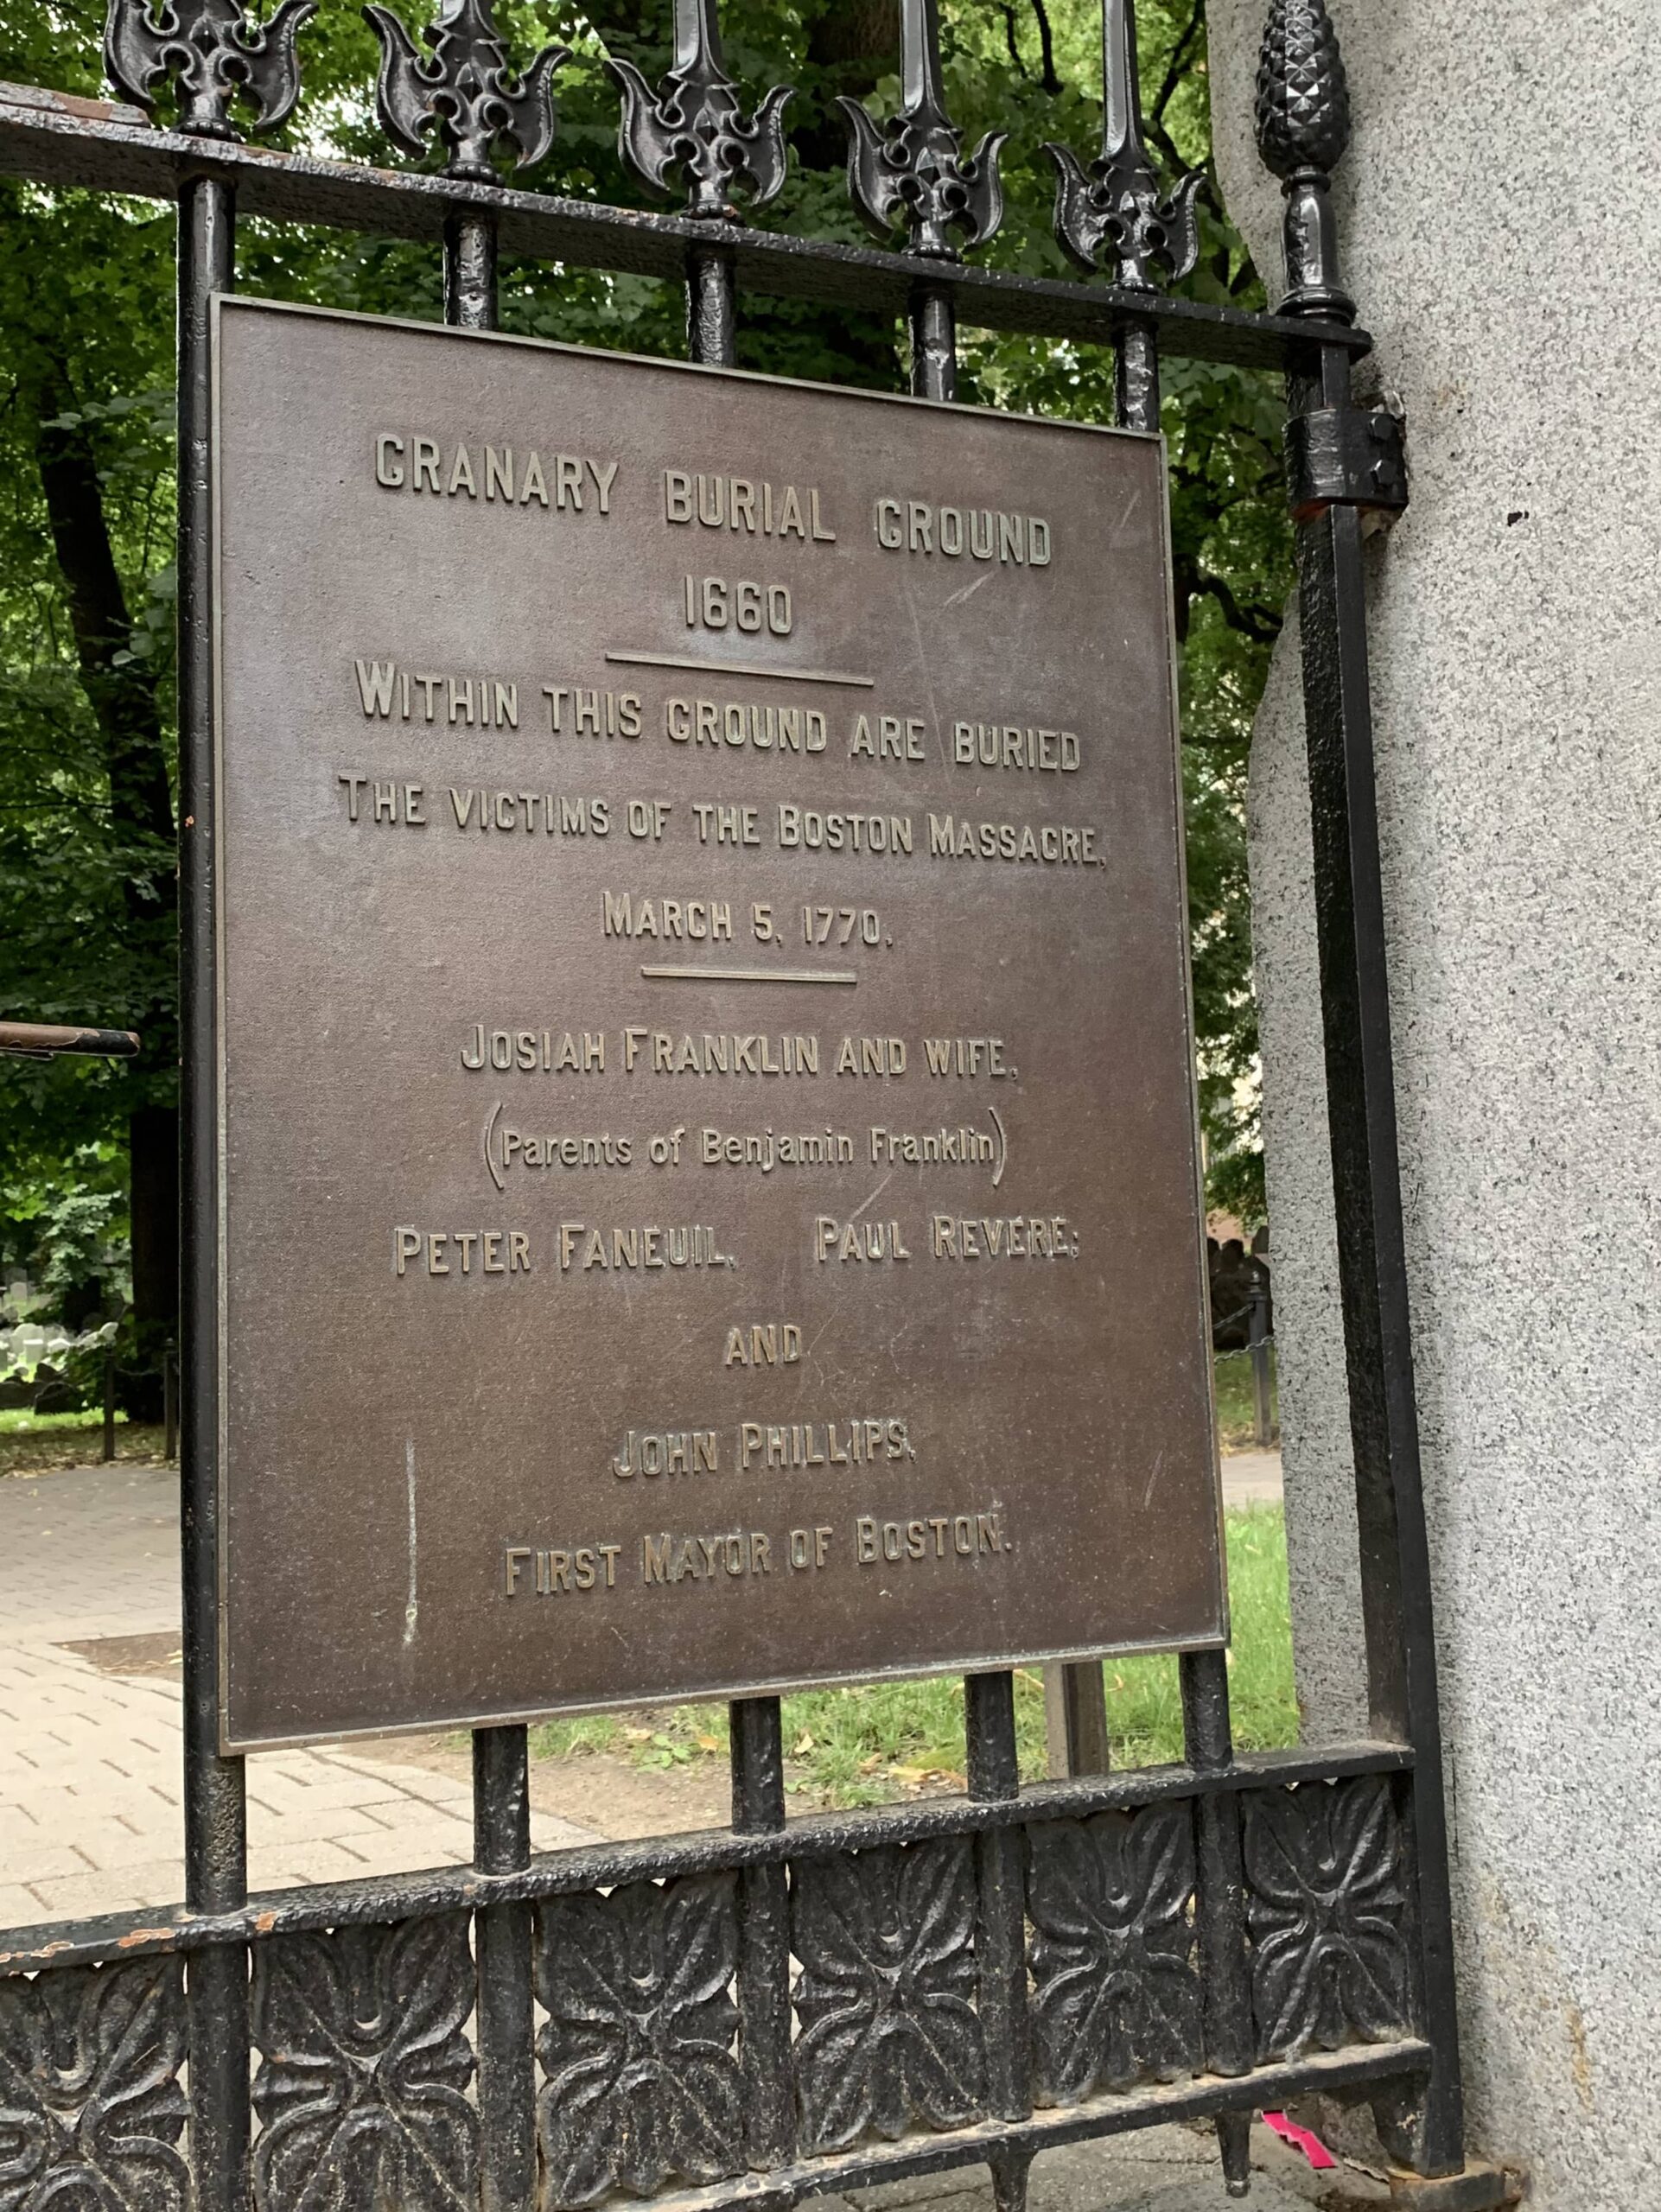 GRANARY BURIAL GROUND
1660
WITHIN THIS GROUND ARE BURIED
THE VICTIMS OF THE BOSTON MASSACRE,
MARCH 5, 1770.
JOSIAH FRANKLIN AND WIFE,
(Parents of Benjamin Franklin)
PETER FANEUIL, PAUL REVERE;
AND
JOHN PHILLIPS,
FIRST MAYOR OF BOSTON.